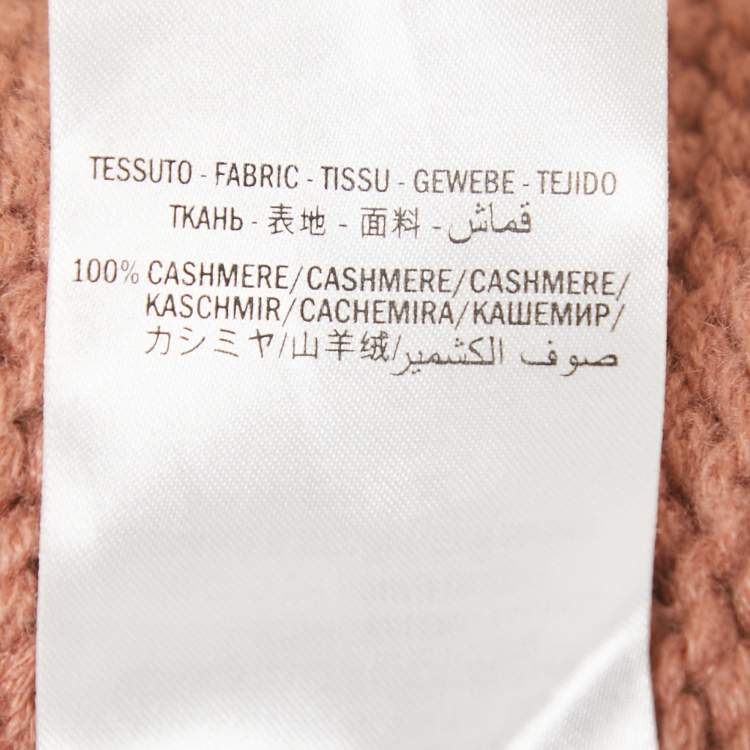 TESSUTO - FABRIC - TISSU - GEWEBE - TEJIDO
ТКАНЬ - 表地 - 面料 - قماش
100% CASHMERE/CASHMERE/CASHMERE/
KASCHMIR/CACHEMIRA/КАШЕМИР/
カシミヤ/山羊绒/صوف الكشمير